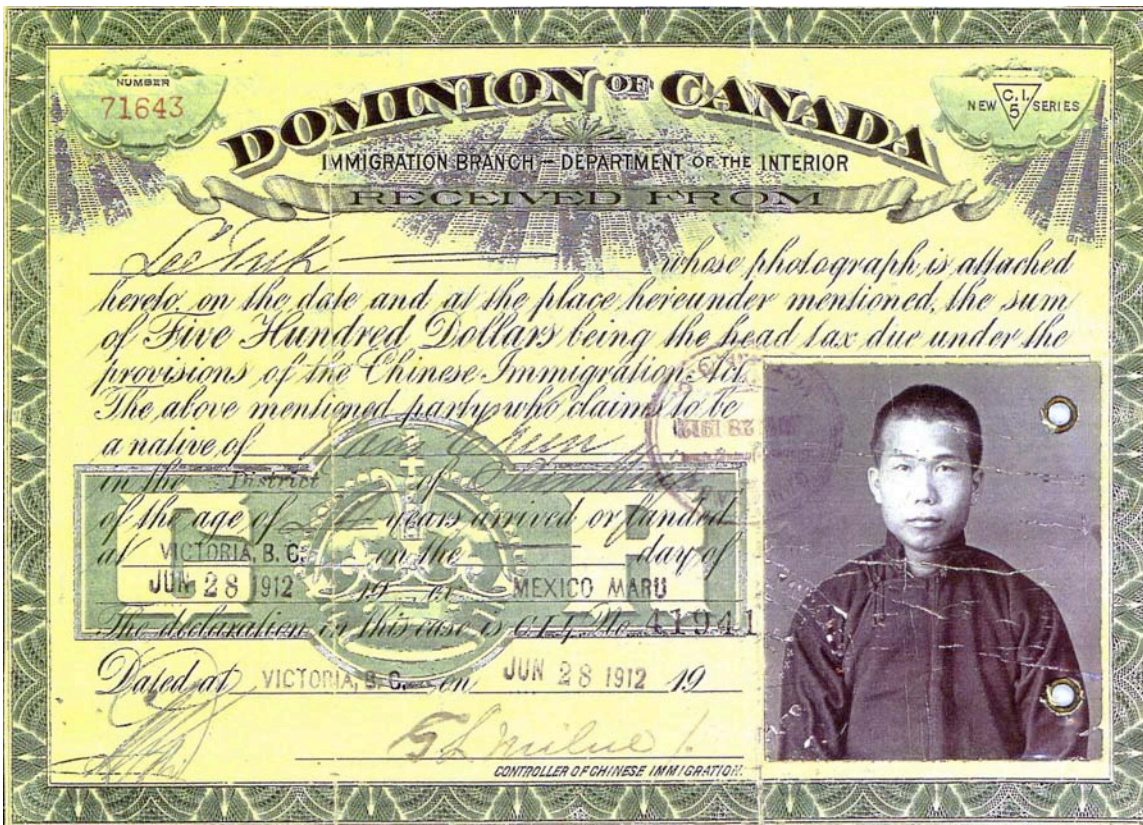 NUMBER
71643
DOMINION OF CANADA
NEW C.I. 5 SERIES
IMMIGRATION BRANCH - DEPARTMENT OF THE INTERIOR
RECEIVED FROM
Lee whose photograph is attached
hereto on the date and at the place hereunder mentioned, the sum
of Five Hundred Dollars being the head tax due under the
provisions of the Chinese Immigration Act
The above mentioned party who claims to be
a native of
in the District of
of the age of years arrived or landed
at VICTORIA, B.C. on the day of
JUN 28 1912 19 ex MEXICO MARU
The declaration in this case is C.I.4 No 41941
Dated at VICTORIA, B.C. on JUN 28 1912 19
G L Milne
CONTROLLER OF CHINESE IMMIGRATION.